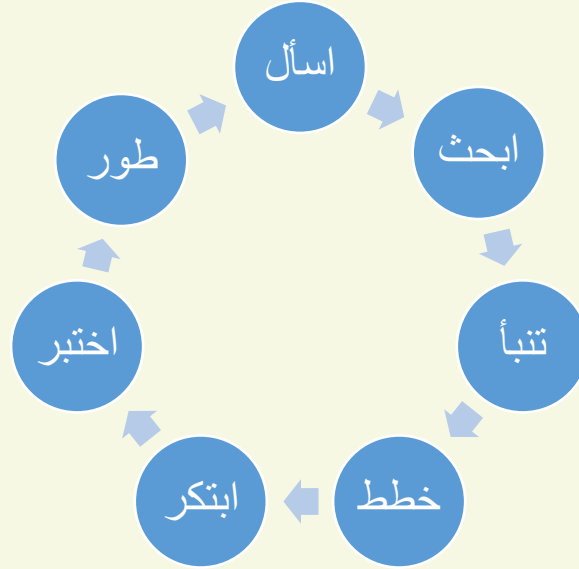 اسأل
ابحث
تنبأ
خطط
ابتكر
اختبر
طور